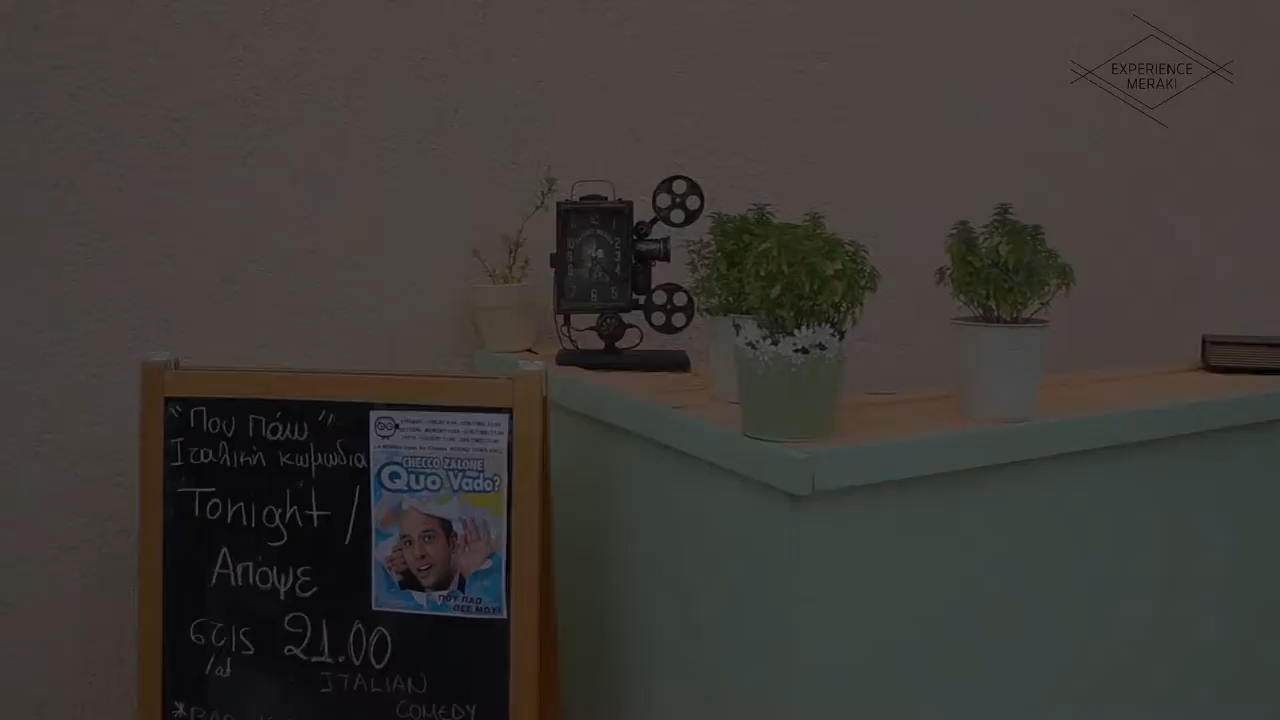 EXPERIENCE
MERAKI
"Που Πάω"
Ιταλική κωμωδία
Tonight /
Απόψε
στις 21.00
/at
ITALIAN
COMEDY
CHECCO ZALONE
Quo Vado?
ΠΟΥ ΠΑΩ
ΠΕΣ ΜΟΥ!